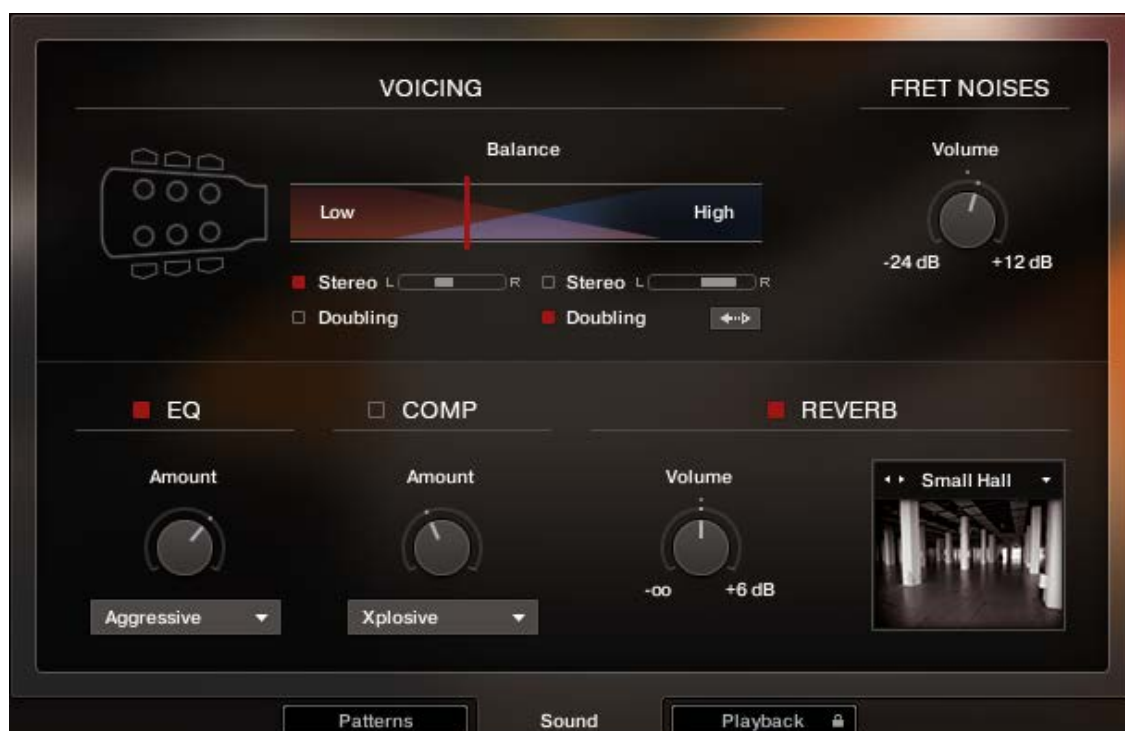 VOICING
FRET NOISES
Balance
Volume
Low High
-24 dB +12 dB
Stereo L R Stereo L R
Doubling Doubling
EQ COMP REVERB
Amount Amount Volume
Small Hall
-oo +6 dB
Aggressive Xplosive
Patterns Sound Playback